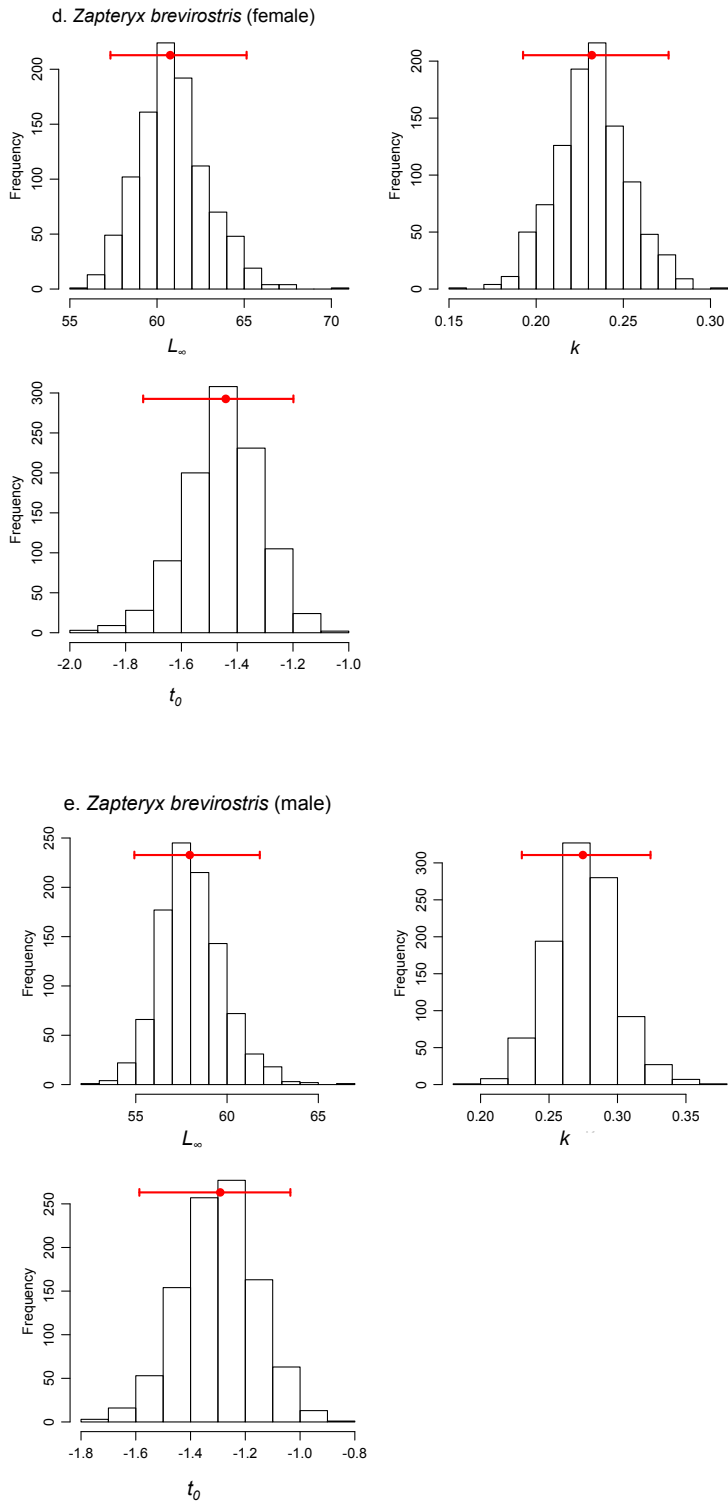 d. Zapteryx brevirostris (female)
Frequency
0 50 100 150 200
55 60 65 70
L∞
Frequency
0 50 100 150 200
0.15 0.20 0.25 0.30
k
Frequency
0 50 100 150 200 250 300
-2.0 -1.8 -1.6 -1.4 -1.2 -1.0
t0
e. Zapteryx brevirostris (male)
Frequency
0 50 100 150 200 250
55 60 65
L∞
Frequency
0 50 100 150 200 250 300
0.20 0.25 0.30 0.35
k
Frequency
0 50 100 150 200 250
-1.8 -1.6 -1.4 -1.2 -1.0 -0.8
t0